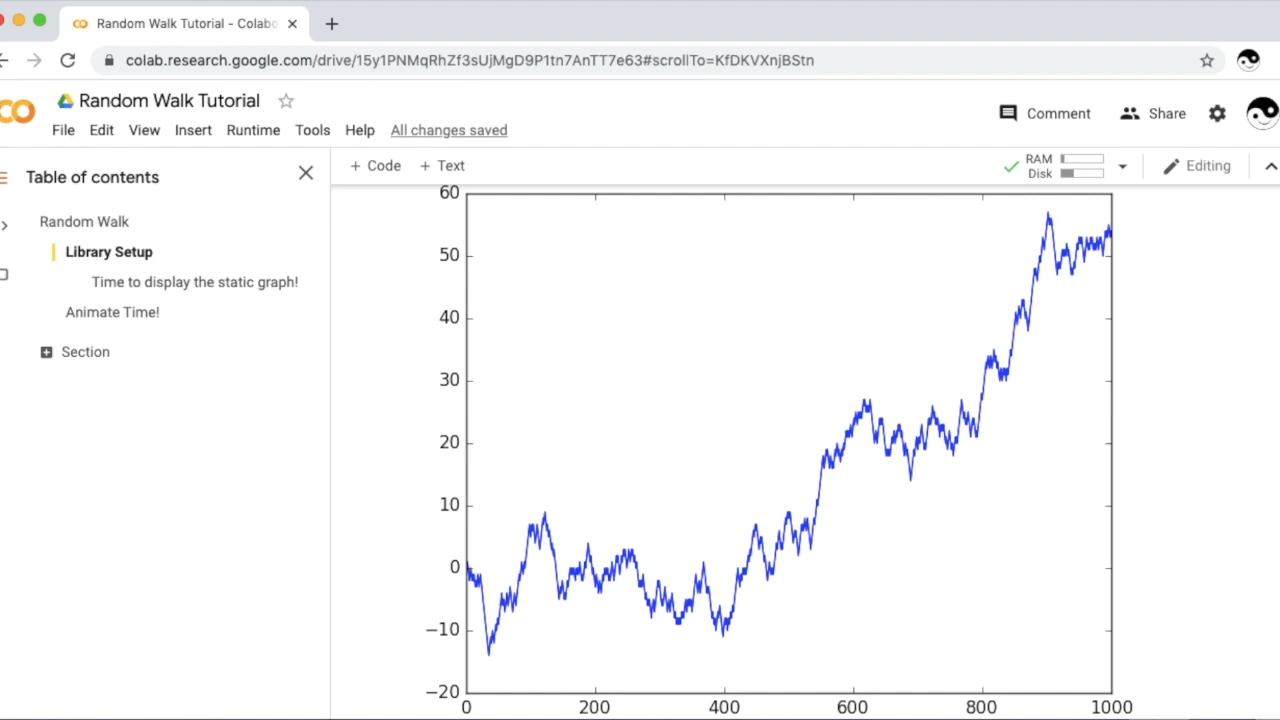 Random Walk Tutorial - Colabo
colab.research.google.com/drive/15y1PNMqRhZf3sUjMgD9P1tn7AnTT7e63#scrollTo=KfDKVXnjBStn
Random Walk Tutorial
Comment
Share
File Edit View Insert Runtime Tools Help All changes saved
Table of contents
+ Code + Text
RAM
Disk
Editing
Random Walk
Library Setup
Time to display the static graph!
Animate Time!
Section
60
50
40
30
20
10
0
−10
−20
0 200 400 600 800 1000